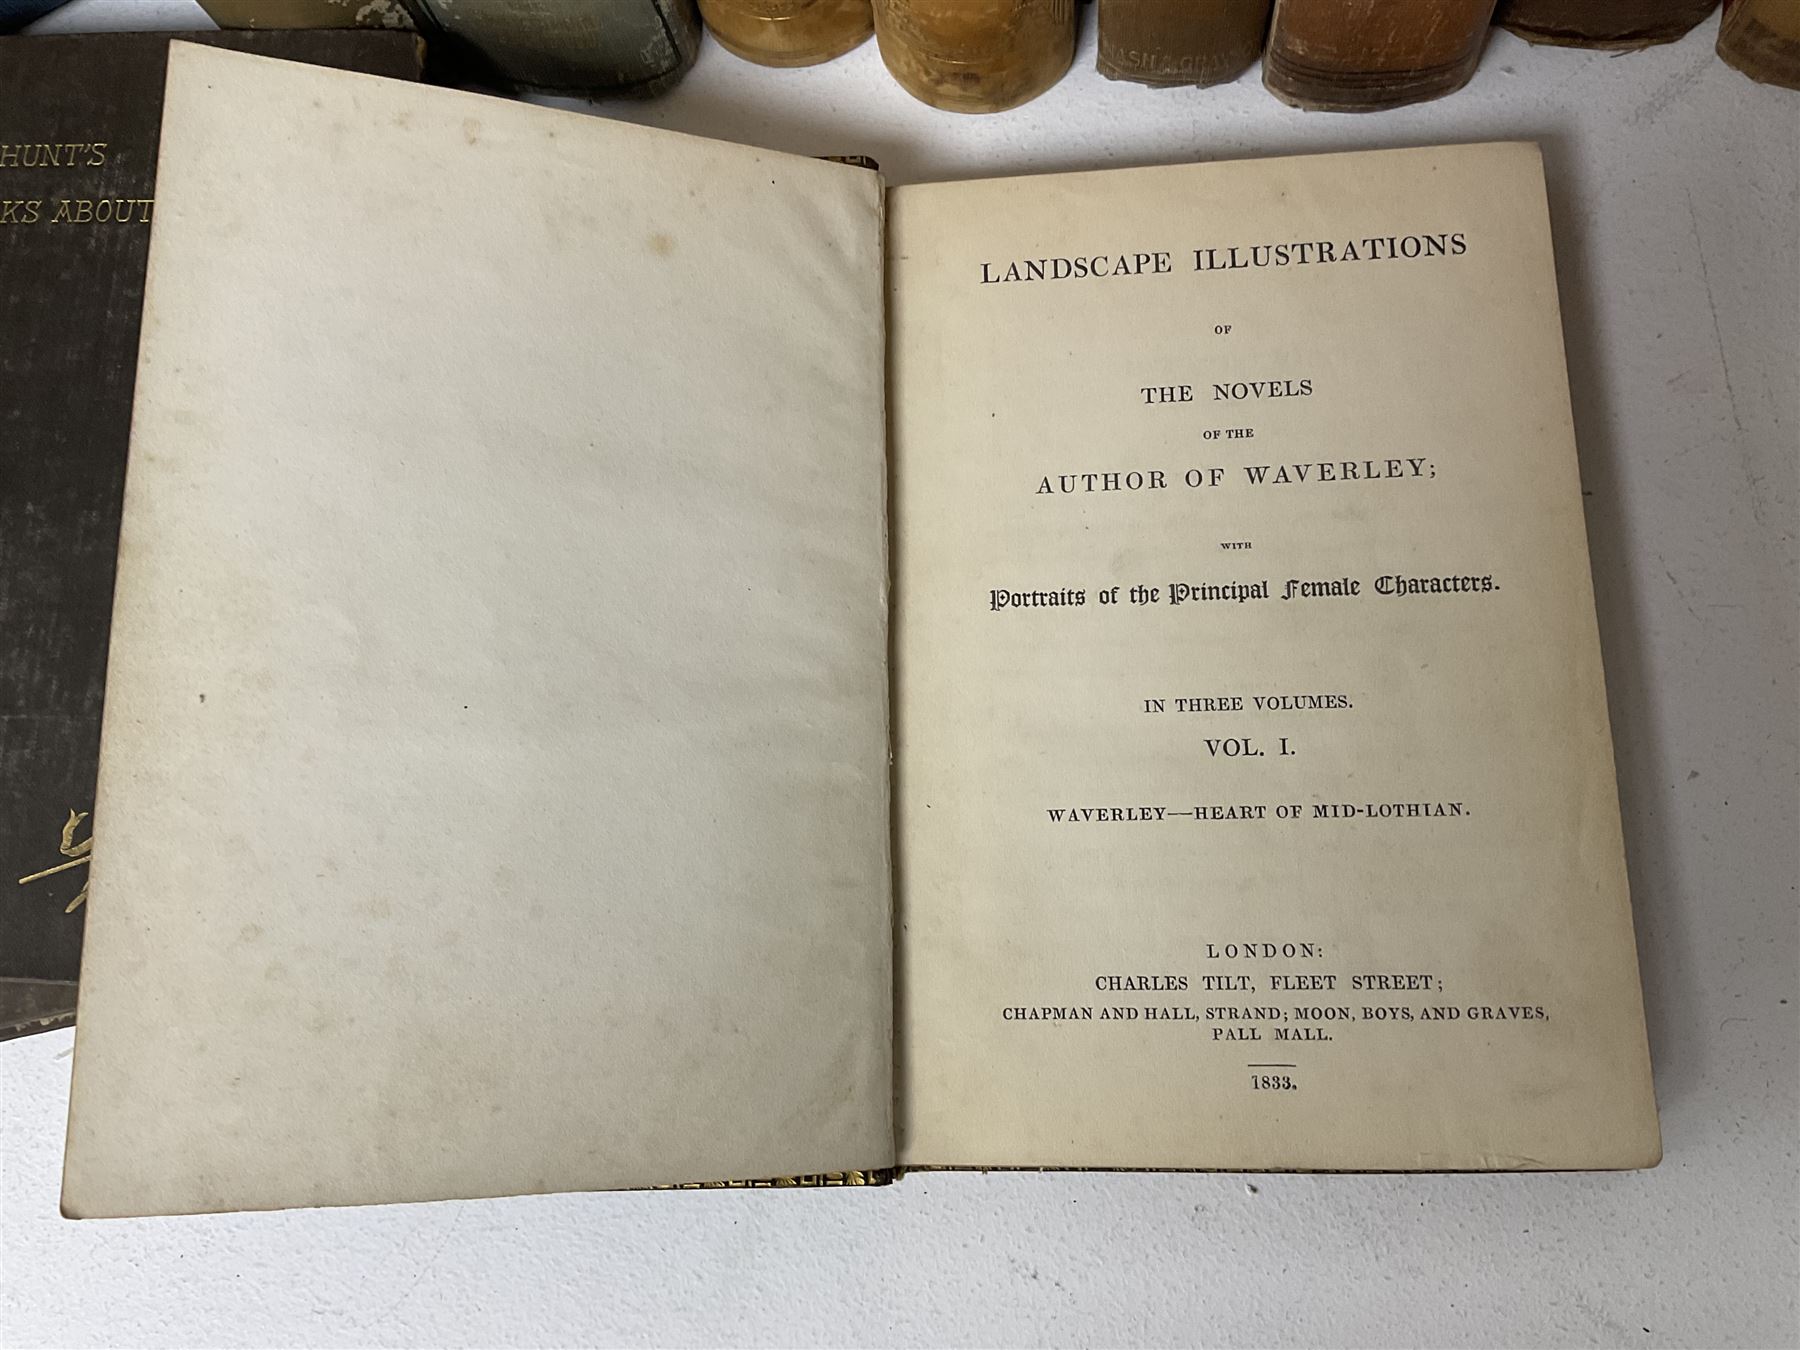 HUNT'S
ABOUT
NASH & GRAY
LANDSCAPE ILLUSTRATIONS
OF
THE NOVELS
OF THE
AUTHOR OF WAVERLEY;
WITH
Portraits of the Principal Female Characters.
IN THREE VOLUMES.
VOL. I.
WAVERLEY—HEART OF MID-LOTHIAN.
LONDON:
CHARLES TILT, FLEET STREET;
CHAPMAN AND HALL, STRAND; MOON, BOYS, AND GRAVES,
PALL MALL.
1833.